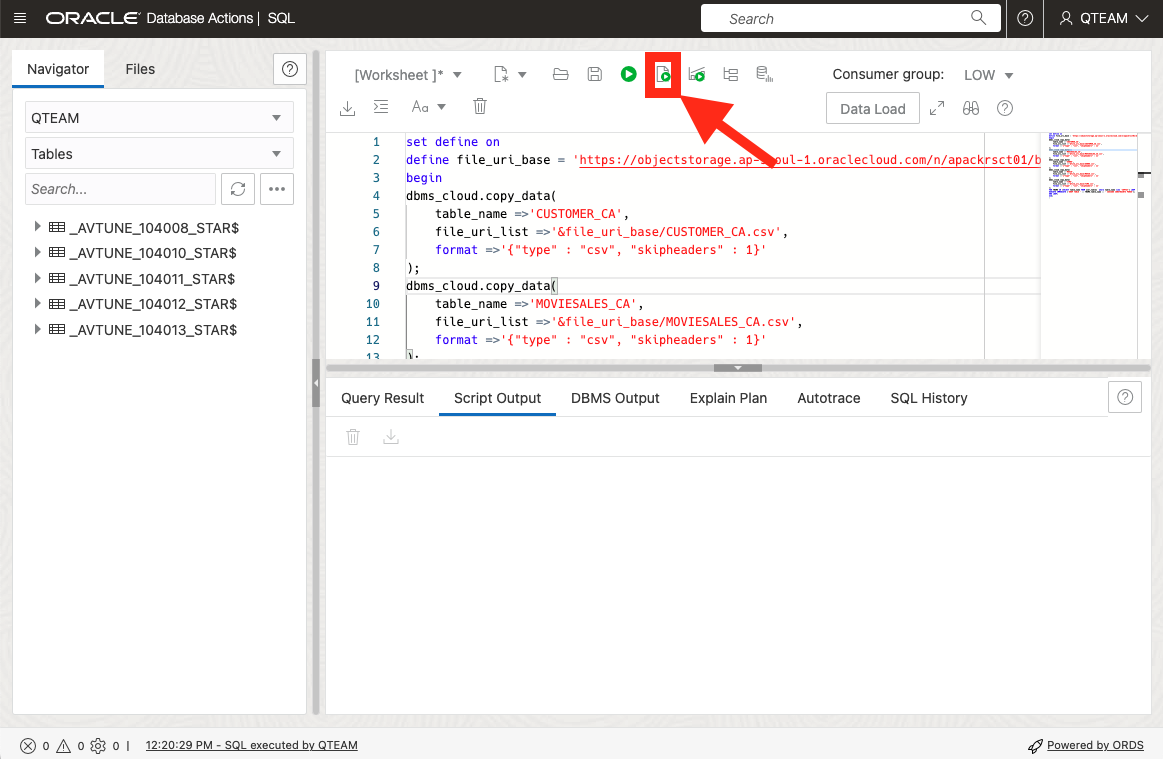 ORACLE Database Actions | SQL
Search
QTEAM
Navigator
Files
QTEAM
Tables
Search...
_AVTUNE_104008_STAR$
_AVTUNE_104010_STAR$
_AVTUNE_104011_STAR$
_AVTUNE_104012_STAR$
_AVTUNE_104013_STAR$
[Worksheet ]*
Consumer group: LOW
Aa
Data Load
1 set define on
2 define file_uri_base = 'https://objectstorage.ap-seoul-1.oraclecloud.com/n/apackrsct01/b
3 begin
4 dbms_cloud.copy_data(
5 table_name =>'CUSTOMER_CA',
6 file_uri_list =>'&file_uri_base/CUSTOMER_CA.csv',
7 format =>'{"type" : "csv", "skipheaders" : 1}'
8 );
9 dbms_cloud.copy_data(
10 table_name =>'MOVIESALES_CA',
11 file_uri_list =>'&file_uri_base/MOVIESALES_CA.csv',
12 format =>'{"type" : "csv", "skipheaders" : 1}'
13 );
Query Result
Script Output
DBMS Output
Explain Plan
Autotrace
SQL History
0 0 0 | 12:20:29 PM - SQL executed by QTEAM
Powered by ORDS